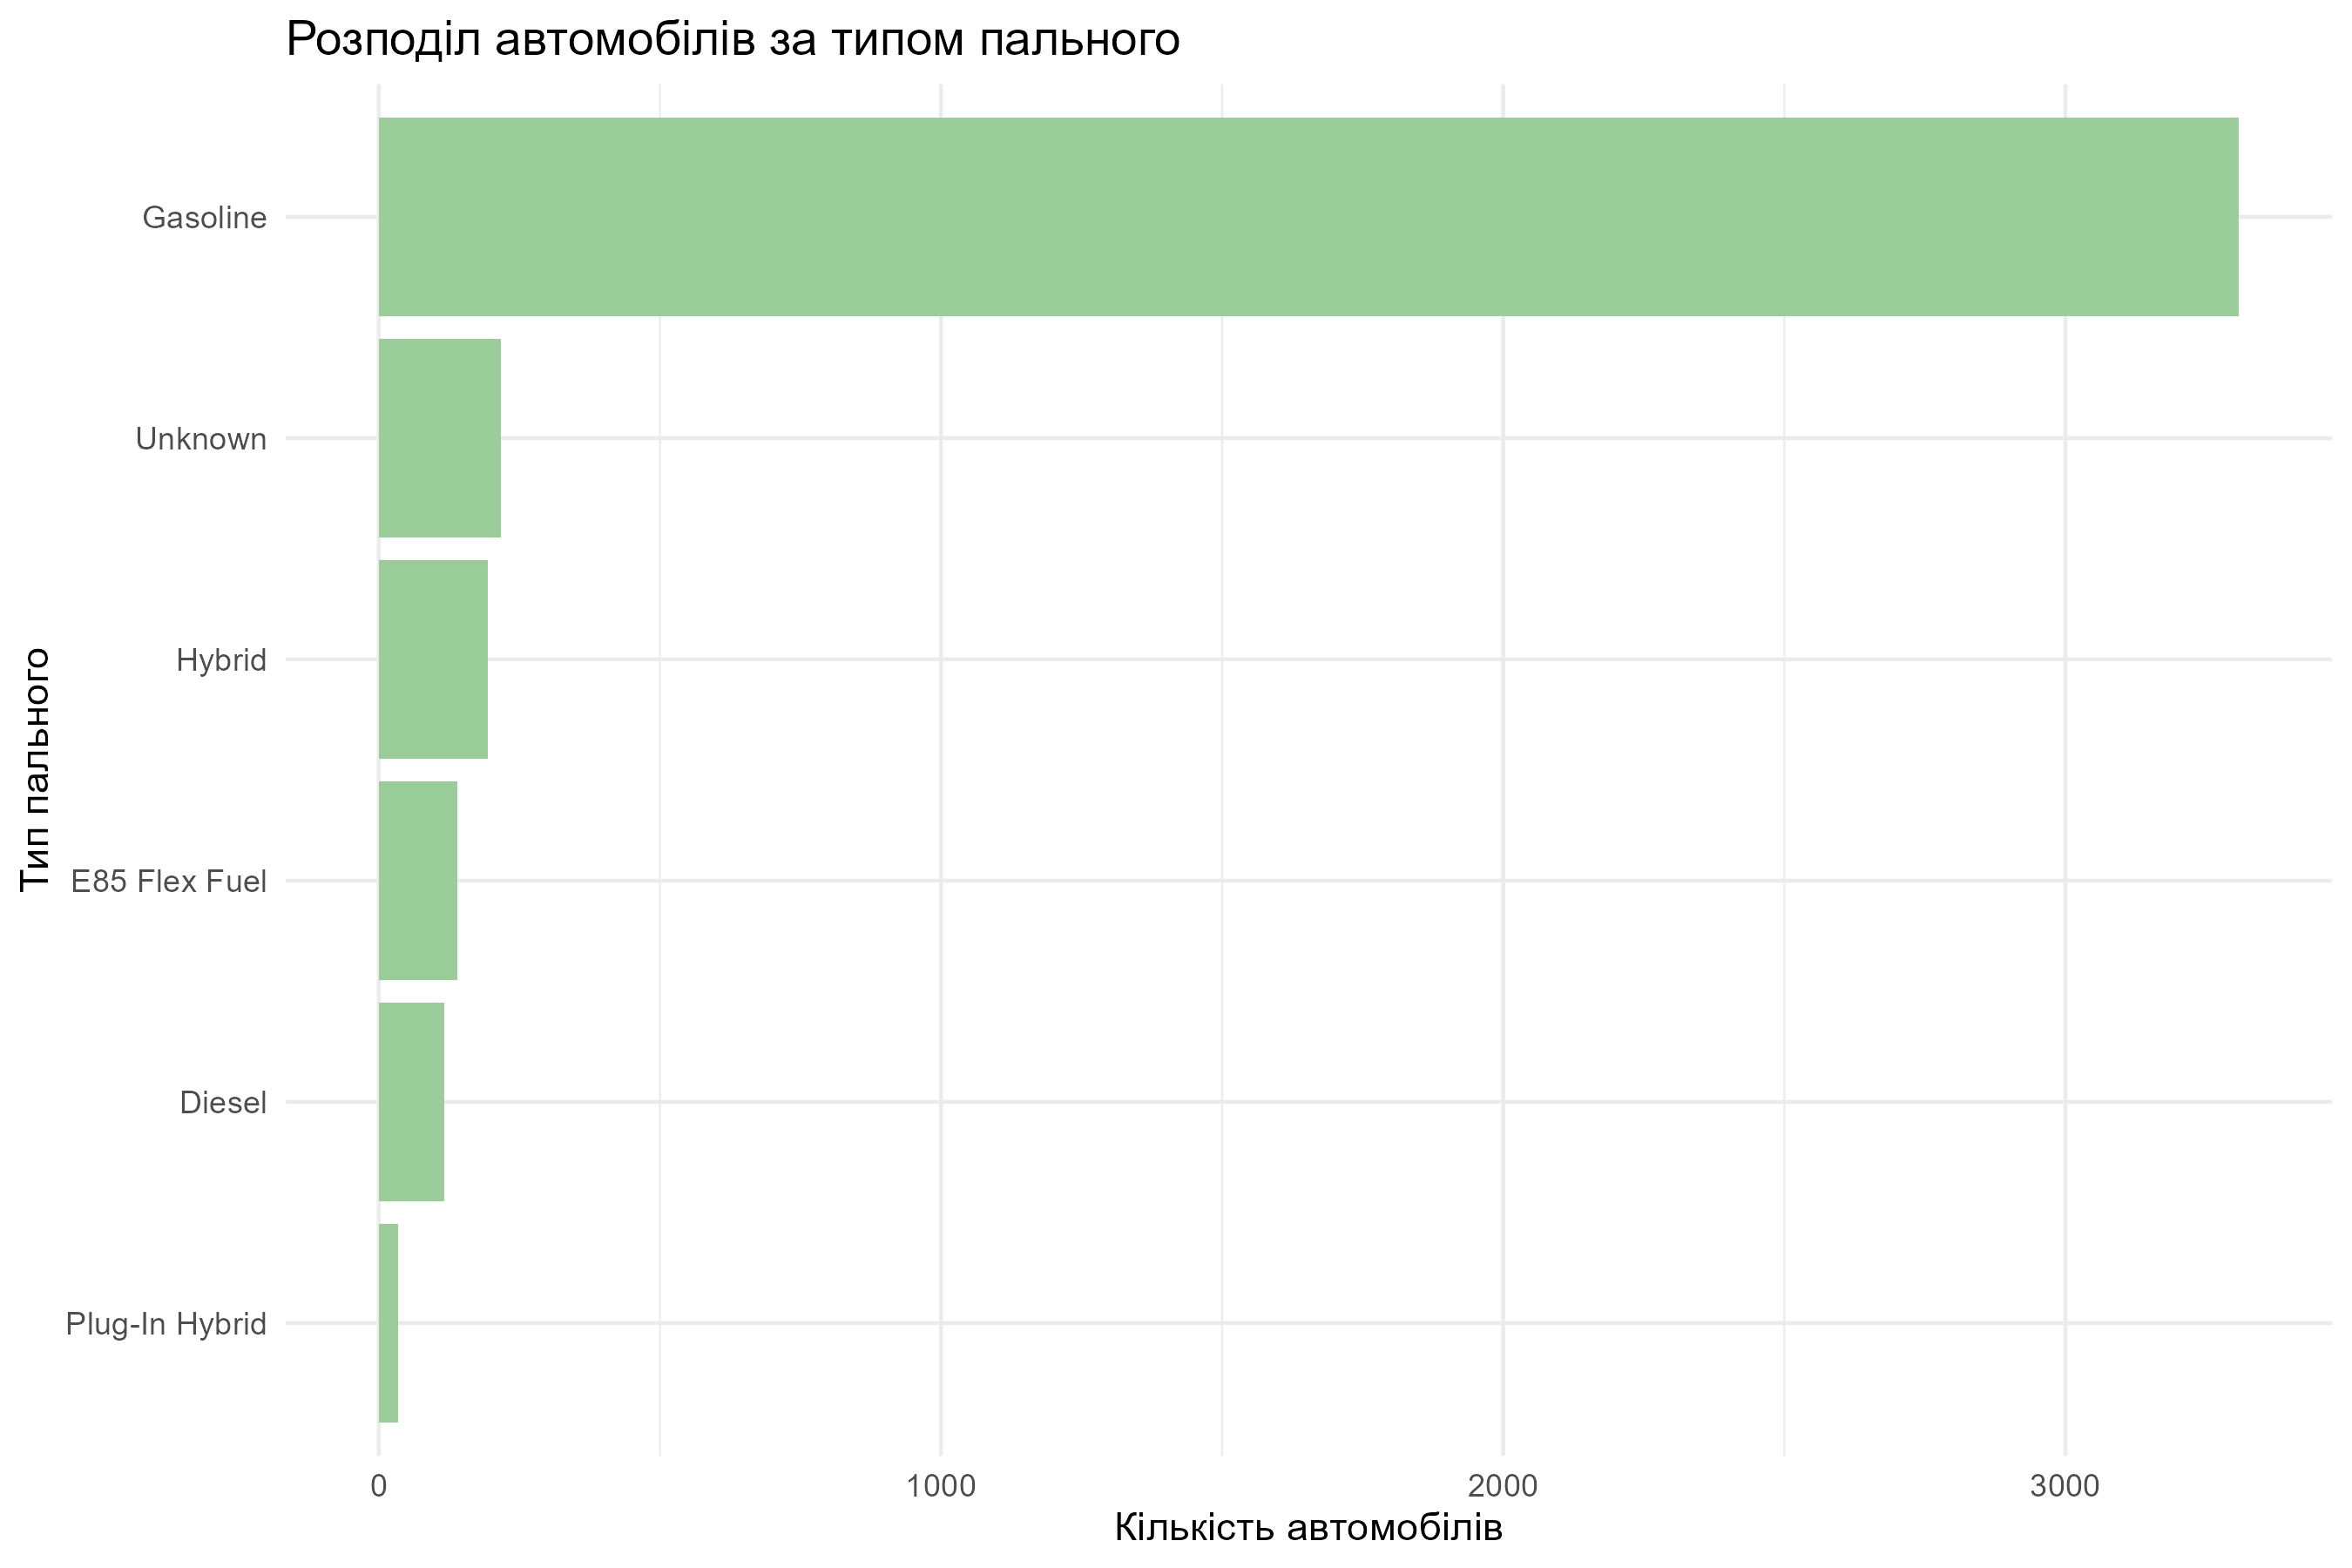 Розподіл автомобілів за типом пального
Тип пального
Gasoline
Unknown
Hybrid
E85 Flex Fuel
Diesel
Plug-In Hybrid
0 1000 2000 3000
Кількість автомобілів